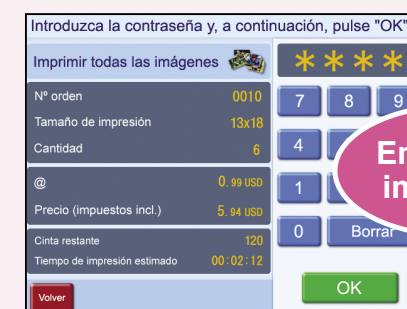 Introduzca la contraseña y, a continuación, pulse "OK"
Imprimir todas las imágenes
****
Nº orden 0010
Tamaño de impresión 13x18
Cantidad 6
@ 0.99 USD
Precio (impuestos incl.) 5.94 USD
Cinta restante 120
Tiempo de impresión estimado 00:02:12
7 8 9
4
1
0
OK
Volver